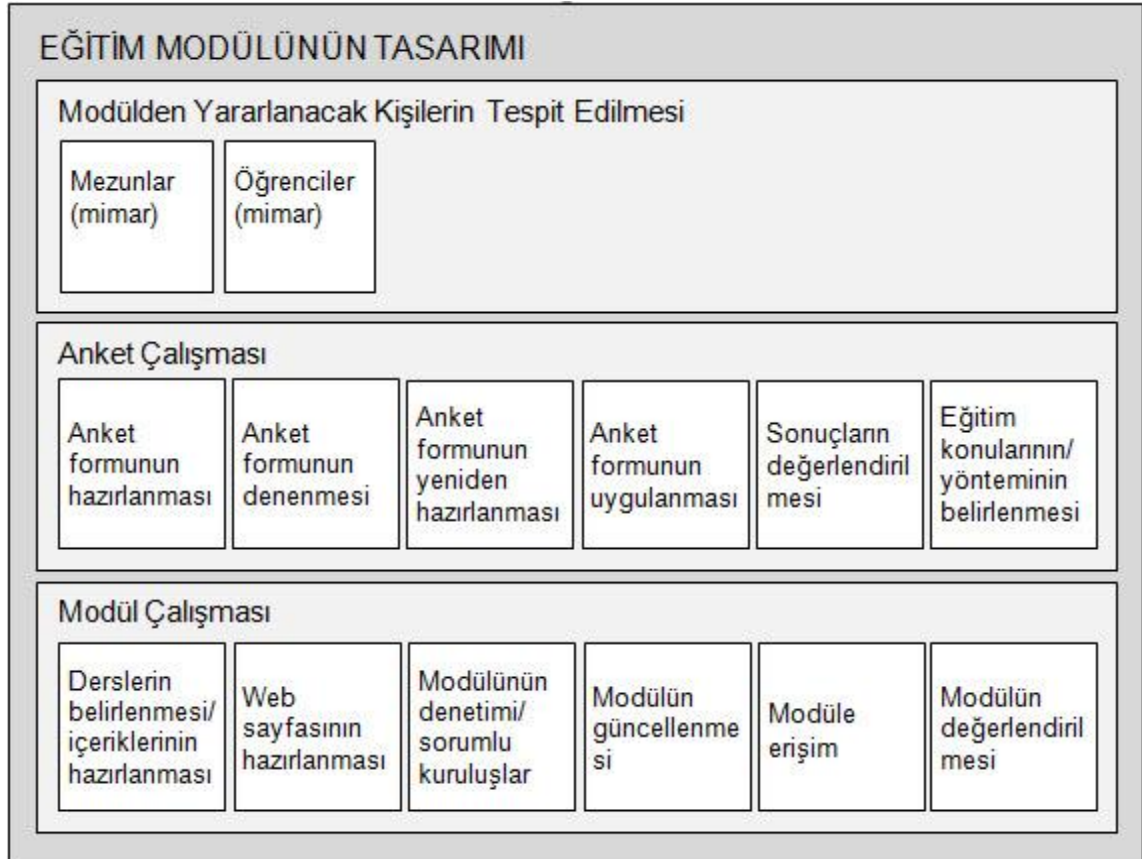 EĞİTİM MODÜLÜNÜN TASARIMI
Modülden Yararlanacak Kişilerin Tespit Edilmesi
Mezunlar
(mimar)
Öğrenciler
(mimar)
Anket Çalışması
Anket
formunun
hazırlanması
Anket
formunun
denenmesi
Anket
formunun
yeniden
hazırlanması
Anket
formunun
uygulanması
Sonuçların
değerlendiril
mesi
Eğitim
konularının/
yönteminin
belirlenmesi
Modül Çalışması
Derslerin
belirlenmesi/
içeriklerinin
hazırlanması
Web
sayfasının
hazırlanması
Modülünün
denetimi/
sorumlu
kuruluşlar
Modülün
güncellenme
si
Modüle
erişim
Modülün
değerlendiril
mesi